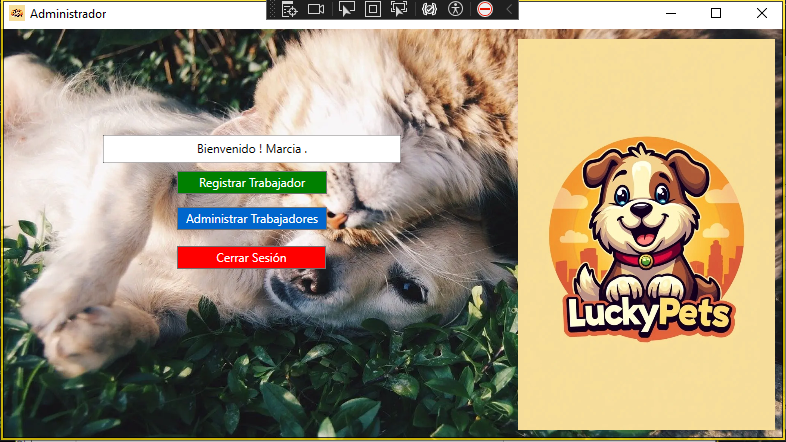 Administrador
Bienvenido ! Marcia .
Registrar Trabajador
Administrar Trabajadores
Cerrar Sesión
LuckyPets